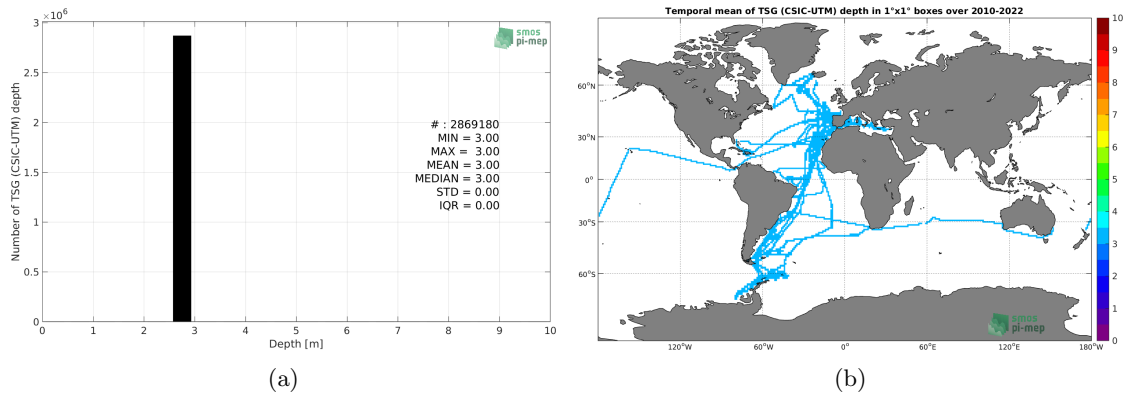 ×10⁶
3
2.5
2
1.5
1
0.5
0
0 1 2 3 4 5 6 7 8 9 10
Number of TSG (CSIC-UTM) depth
Depth [m]
smos
pi-mep
# : 2869180
MIN = 3.00
MAX = 3.00
MEAN = 3.00
MEDIAN = 3.00
STD = 0.00
IQR = 0.00
(a)
Temporal mean of TSG (CSIC-UTM) depth in 1°x1° boxes over 2010-2022
60°N
30°N
0°
30°S
60°S
120°W 60°W 0° 60°E 120°E 180°W
smos
pi-mep
10
9
8
7
6
5
4
3
2
1
0
(b)